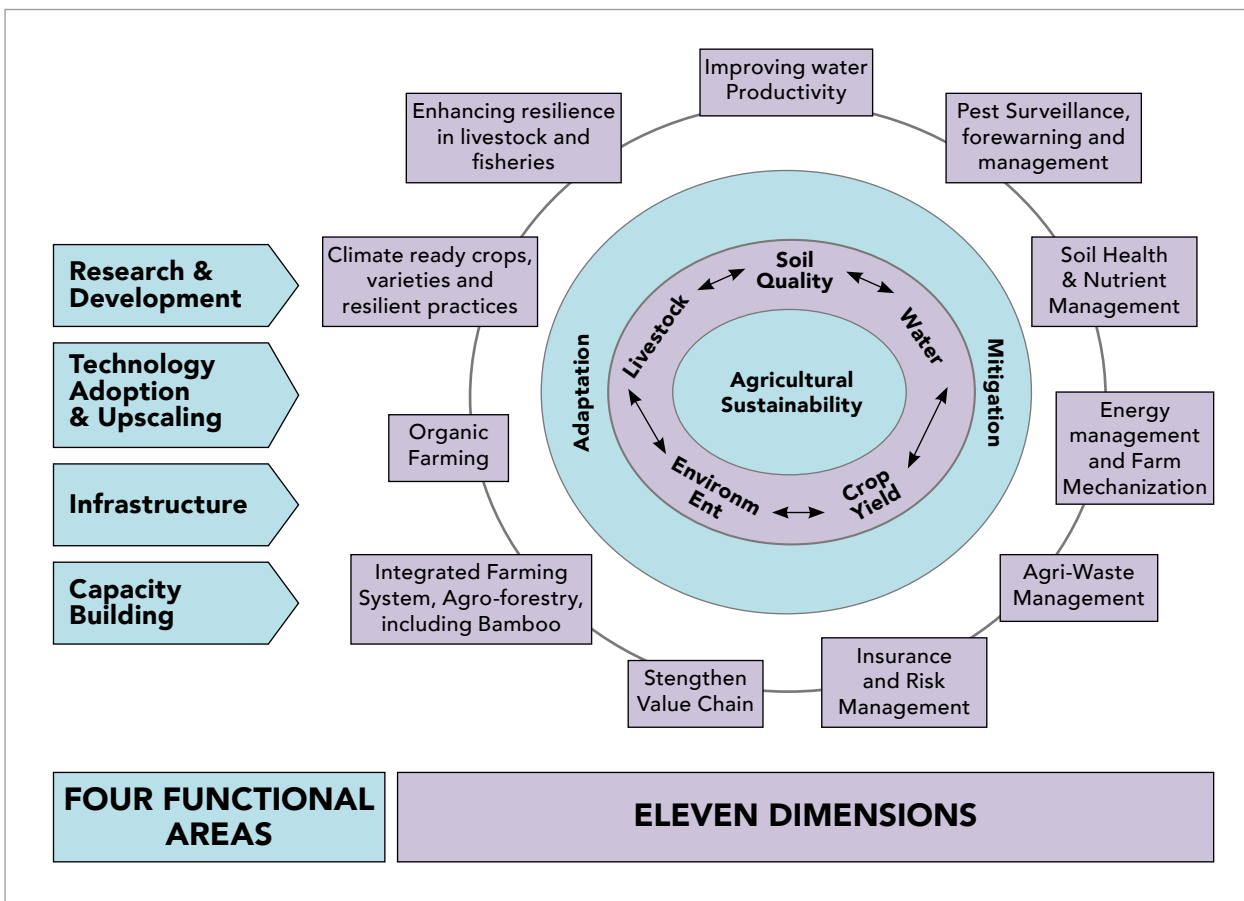 Improving water
Productivity
Enhancing resilience
in livestock and
fisheries
Pest Surveillance,
forewarning and
management
Research &
Development
Climate ready crops,
varieties and
resilient practices
Soil Health
& Nutrient
Management
Technology
Adoption
& Upscaling
Organic
Farming
Energy
management
and Farm
Mechanization
Infrastructure
Capacity
Building
Integrated Farming
System, Agro-forestry,
including Bamboo
Agri-Waste
Management
Stengthen
Value Chain
Insurance
and Risk
Management
Adaptation
Mitigation
Soil
Quality
Livestock
Water
Environm
Ent
Crop
Yield
Agricultural
Sustainability
FOUR FUNCTIONAL
AREAS
ELEVEN DIMENSIONS